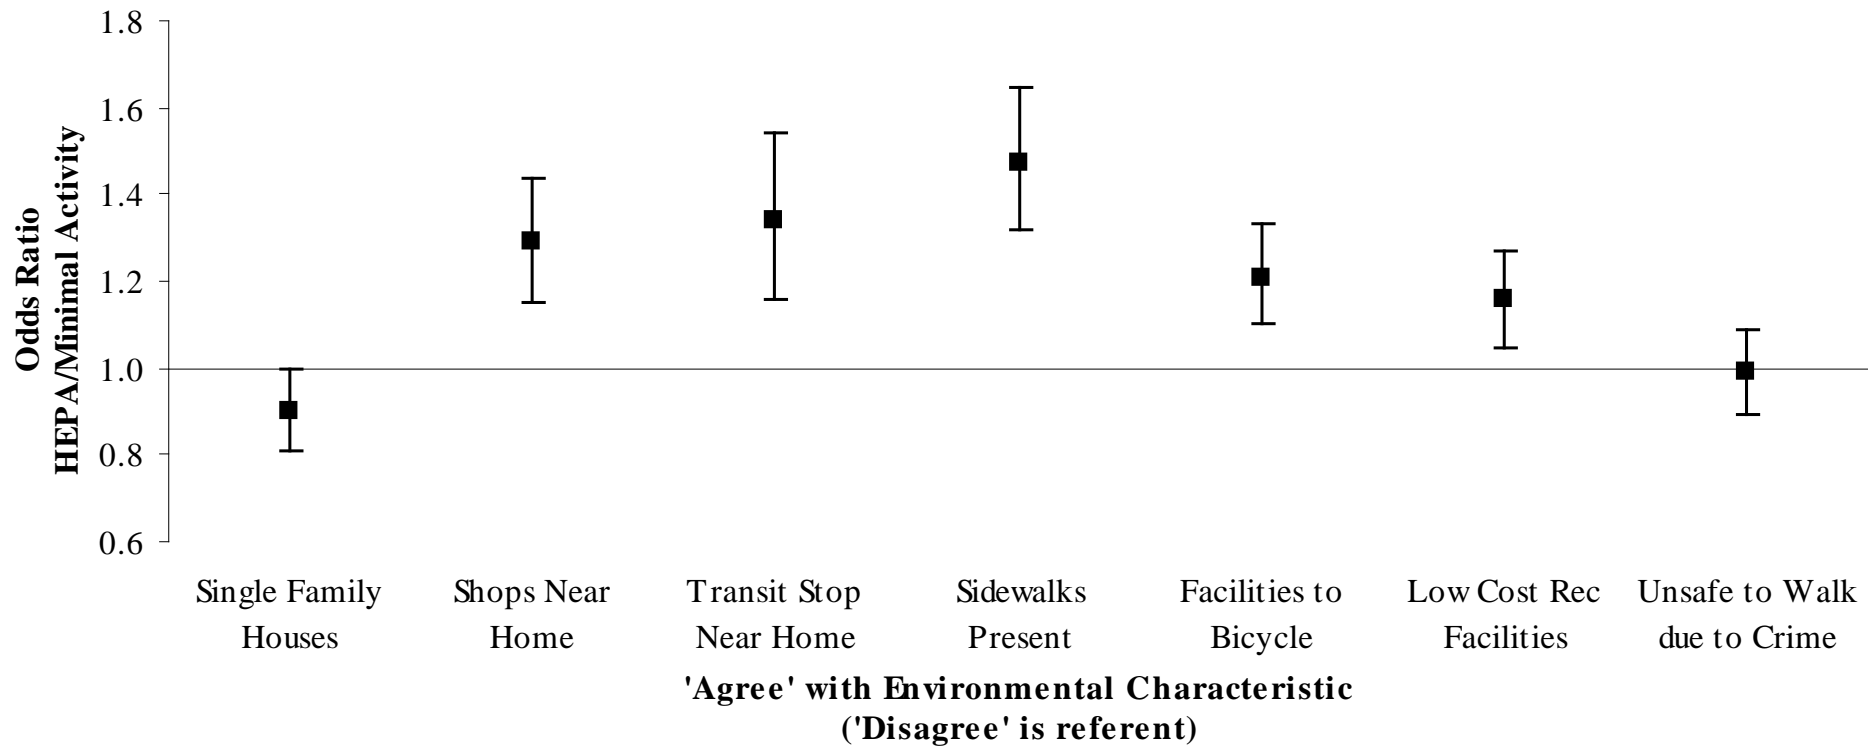 1.8
1.6
1.4
1.2
1.0
0.8
0.6
Odds Ratio
HEPA/Minimal Activity
Single Family
Houses
Shops Near
Home
Transit Stop
Near Home
Sidewalks
Present
Facilities to
Bicycle
Low Cost Rec
Facilities
Unsafe to Walk
due to Crime
'Agree' with Environmental Characteristic
('Disagree' is referent)